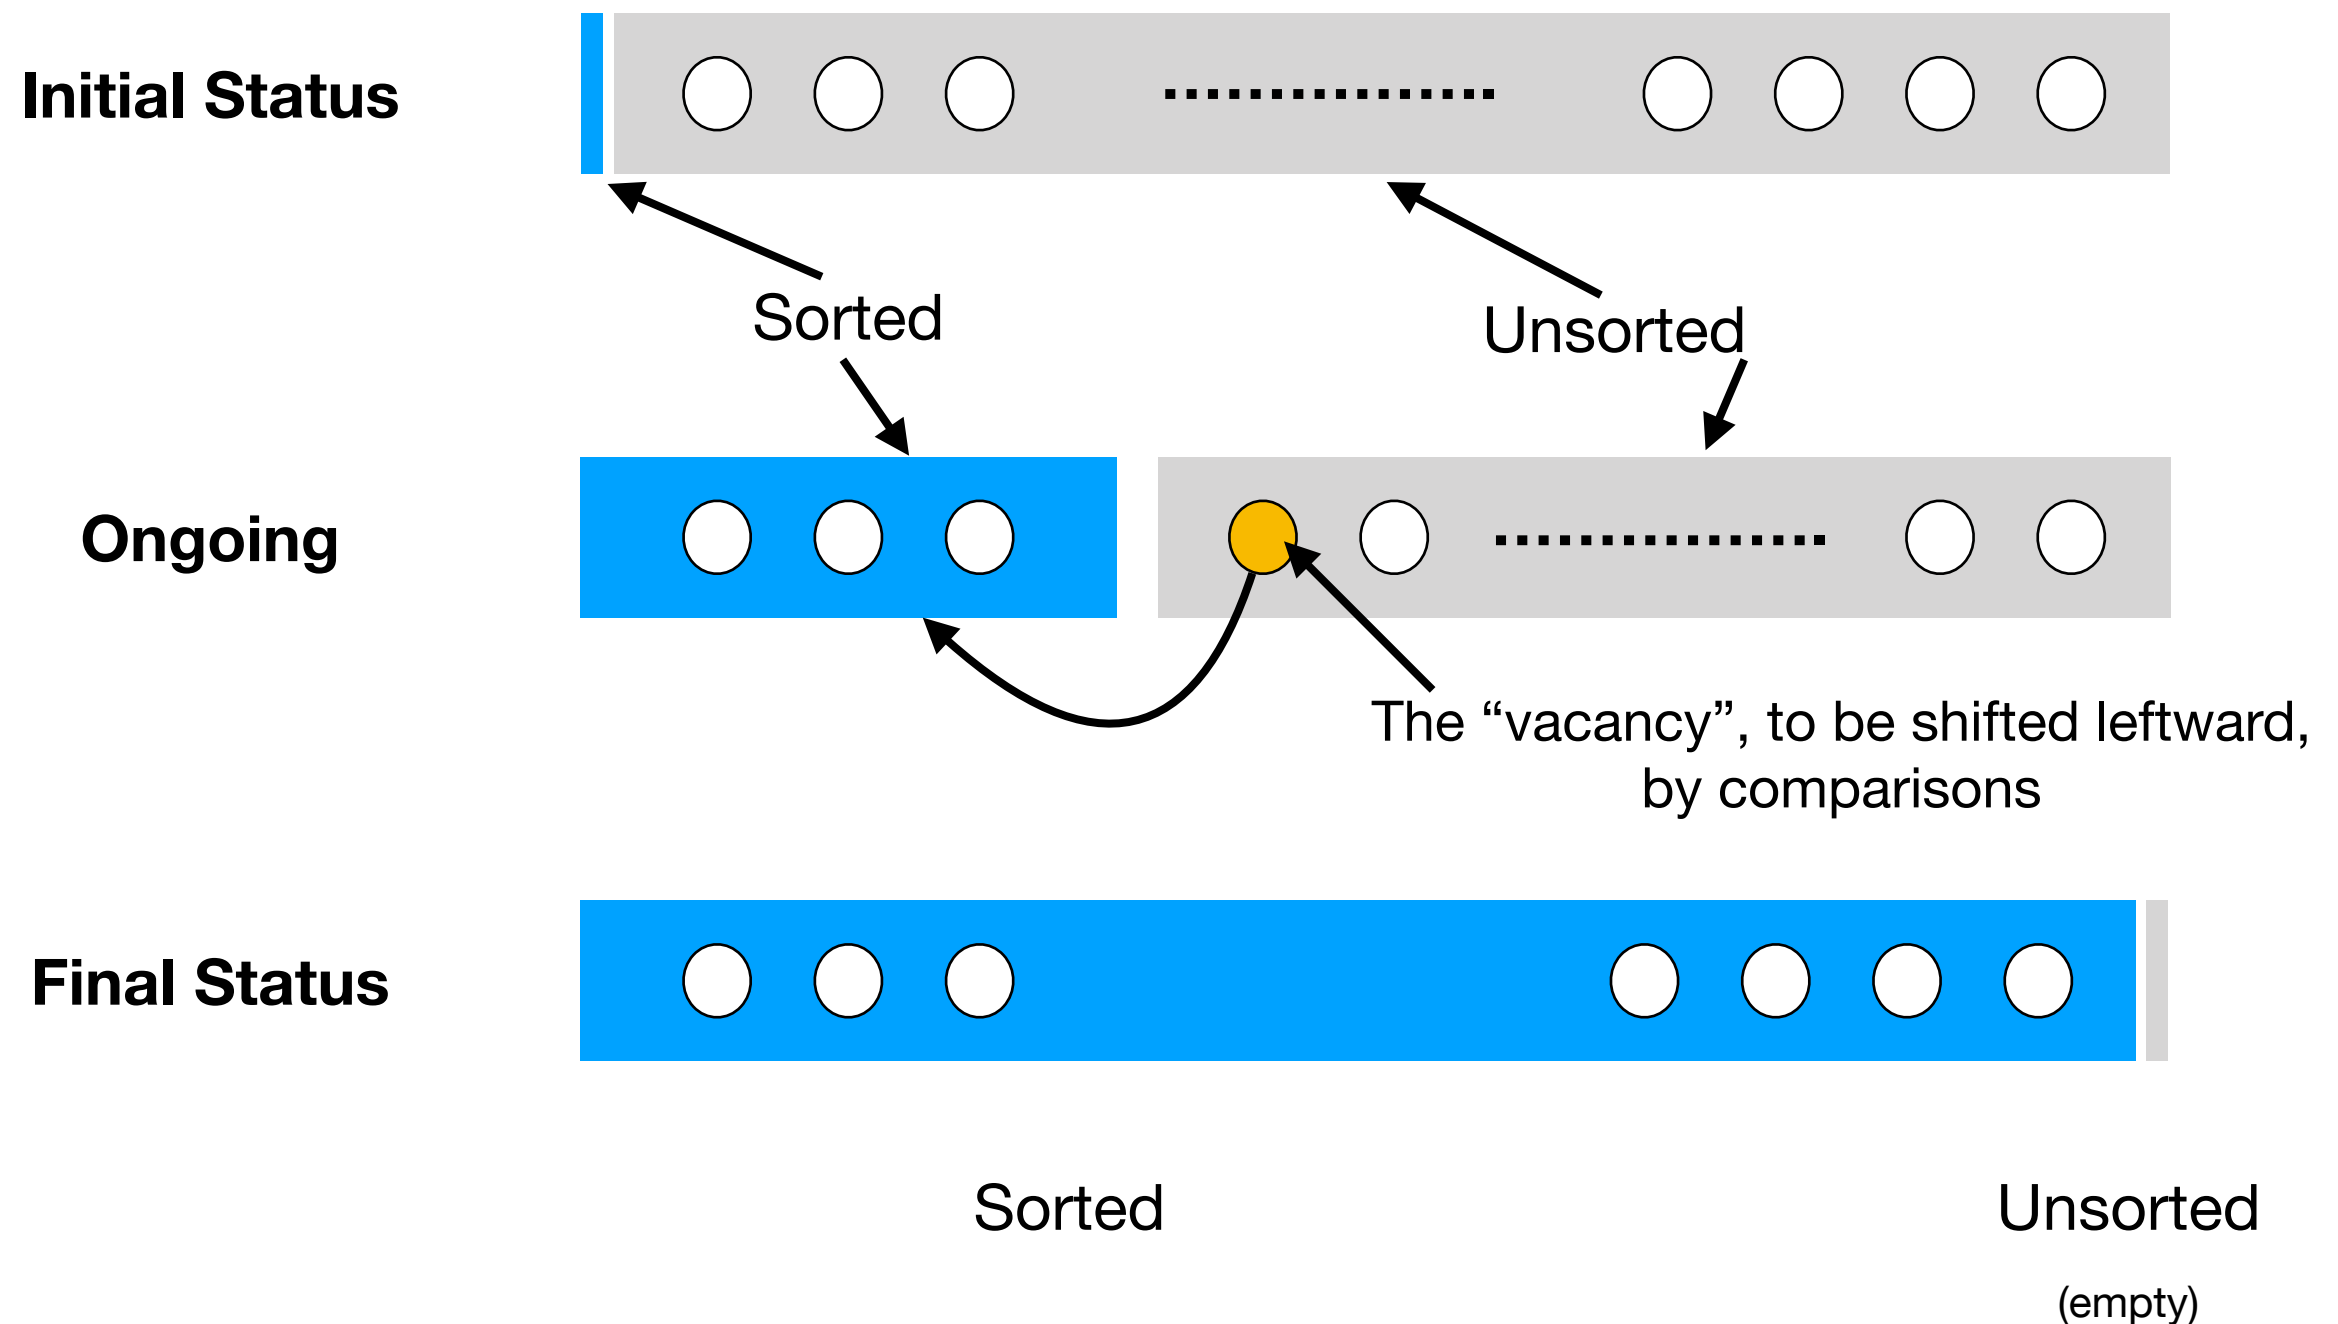 Initial Status
Sorted
Unsorted
Ongoing
The “vacancy”, to be shifted leftward,
by comparisons
Final Status
Sorted
Unsorted
(empty)